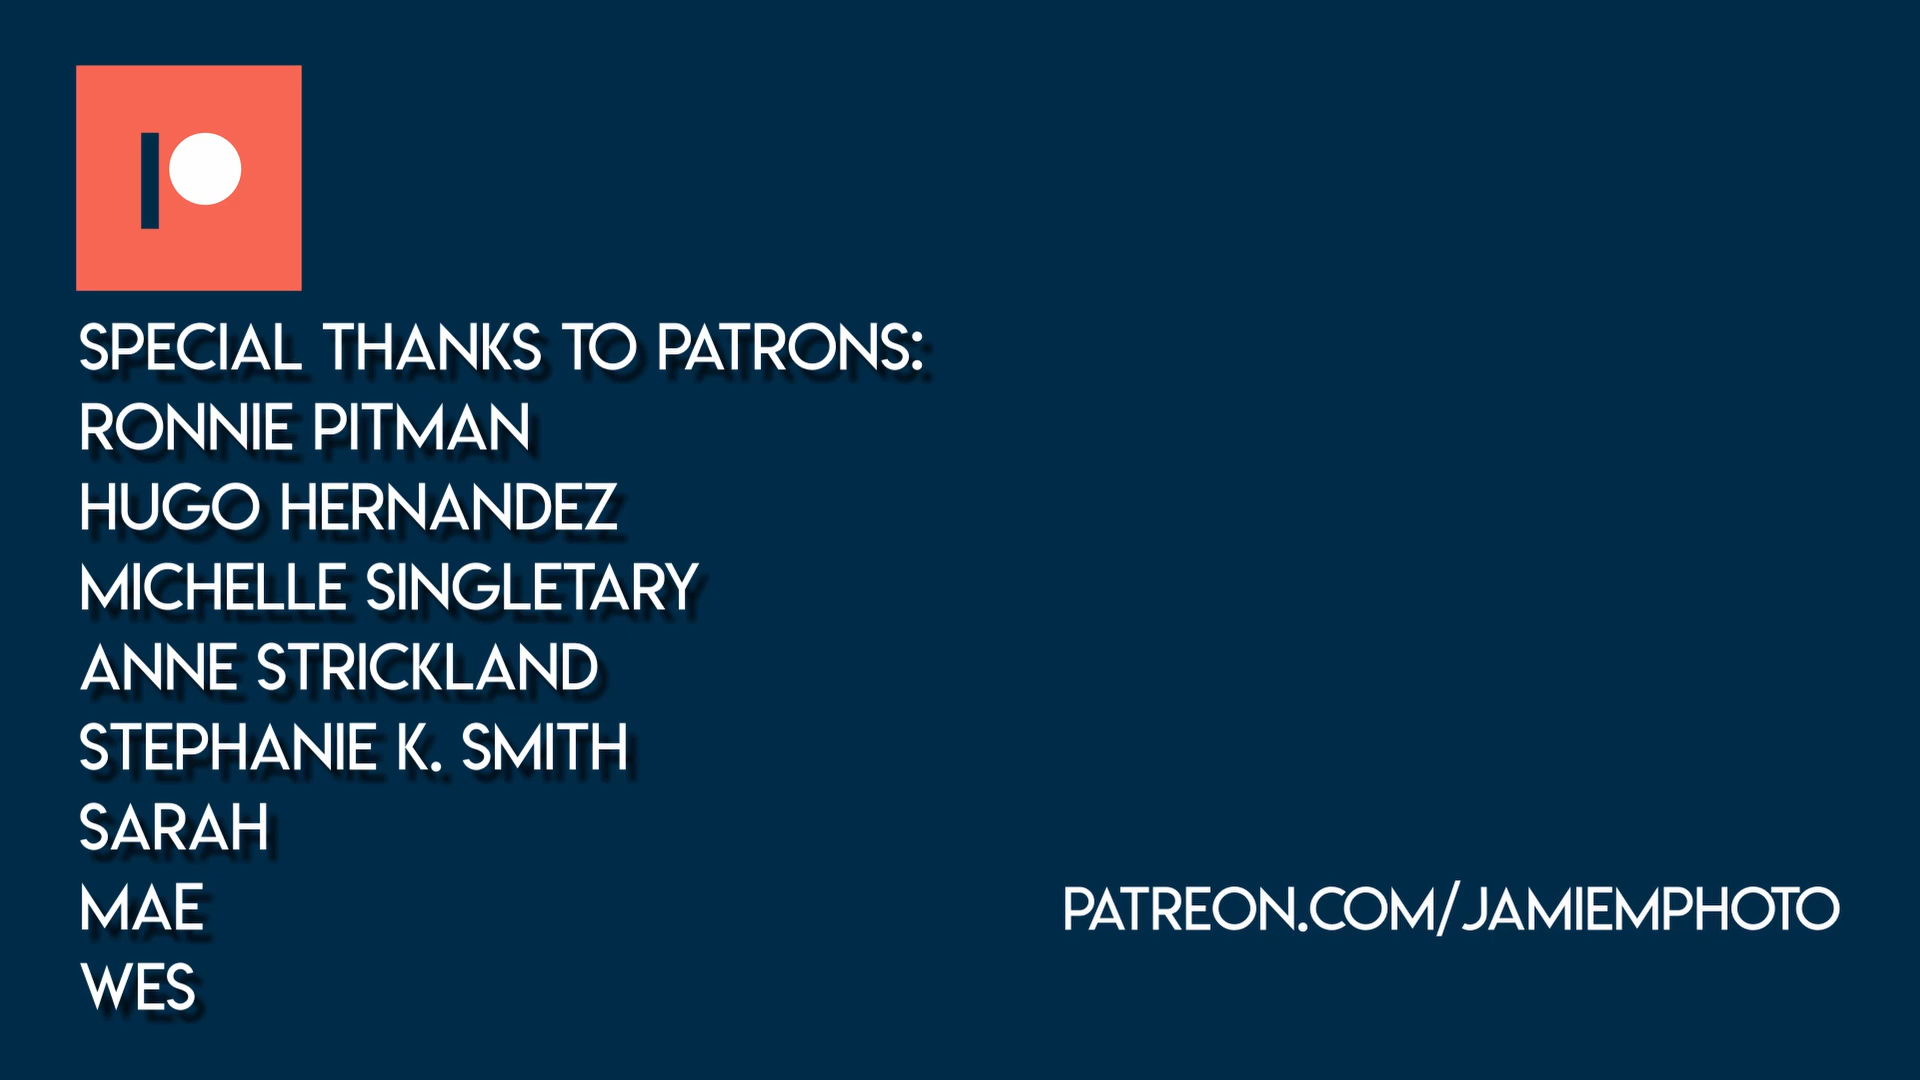 SPECIAL THANKS TO PATRONS:
RONNIE PITMAN
HUGO HERNANDEZ
MICHELLE SINGLETARY
ANNE STRICKLAND
STEPHANIE K. SMITH
SARAH
MAE
WES
PATREON.COM/JAMIEMPHOTO